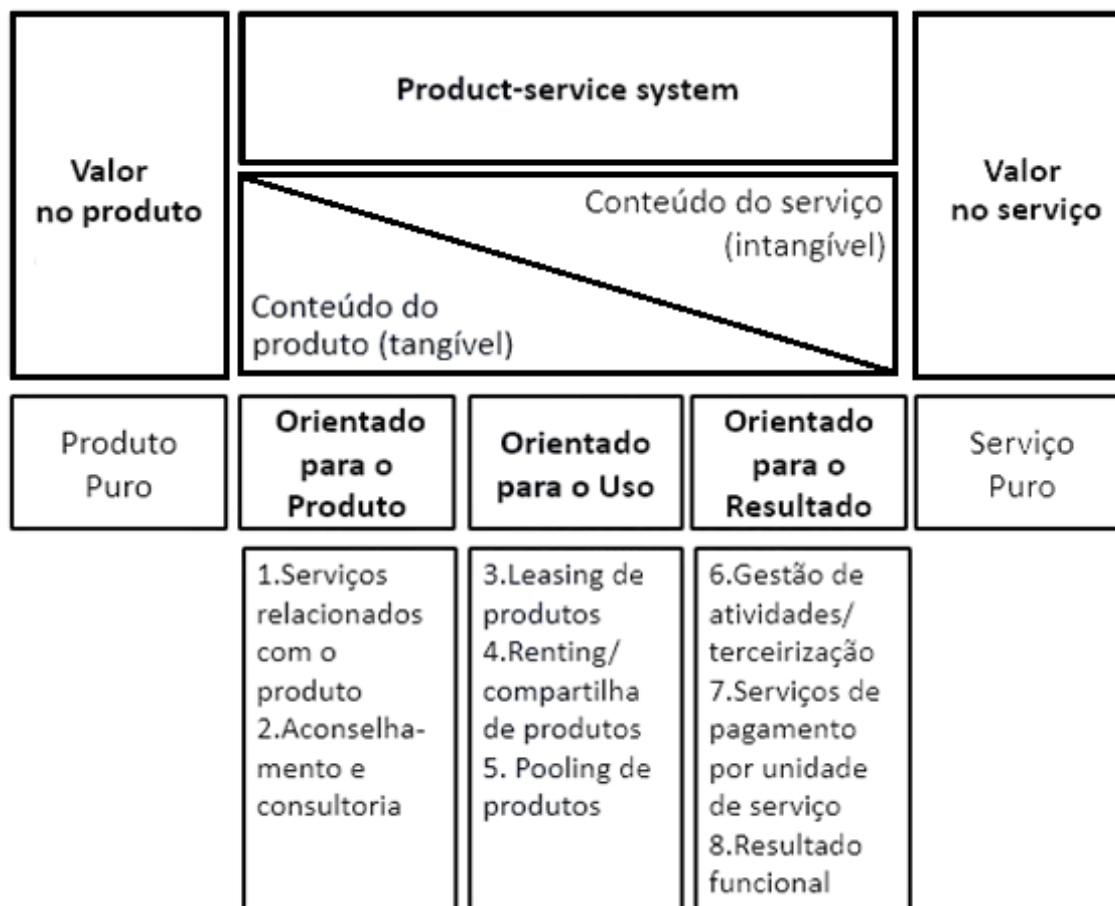 Valor
no produto
Product-service system
Conteúdo do serviço
(intangível)
Conteúdo do
produto (tangível)
Valor
no serviço
Produto
Puro
Orientado
para o
Produto
Orientado
para o Uso
Orientado
para o
Resultado
Serviço
Puro
1.Serviços
relacionados
com o
produto
2.Aconselha-
mento e
consultoria
3.Leasing de
produtos
4.Renting/
compartilha
de produtos
5. Pooling de
produtos
6.Gestão de
atividades/
terceirização
7.Serviços de
pagamento
por unidade
de serviço
8.Resultado
funcional